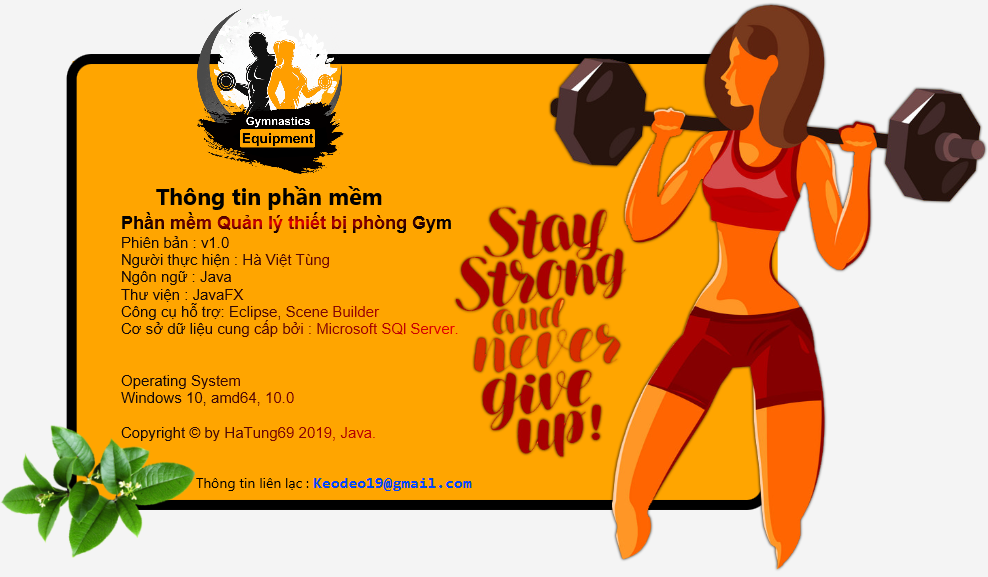 Gymnastics
Equipment
Thông tin phần mềm
Phần mềm Quản lý thiết bị phòng Gym
Phiên bản : v1.0
Người thực hiện : Hà Việt Tùng
Ngôn ngữ : Java
Thư viện : JavaFX
Công cụ hỗ trợ: Eclipse, Scene Builder
Cơ sở dữ liệu cung cấp bởi : Microsoft SQl Server.
Operating System
Windows 10, amd64, 10.0
Copyright © by HaTung69 2019, Java.
Thông tin liên lạc : Keodeo19@gmail.com
Stay
Strong
and
never
give
up!